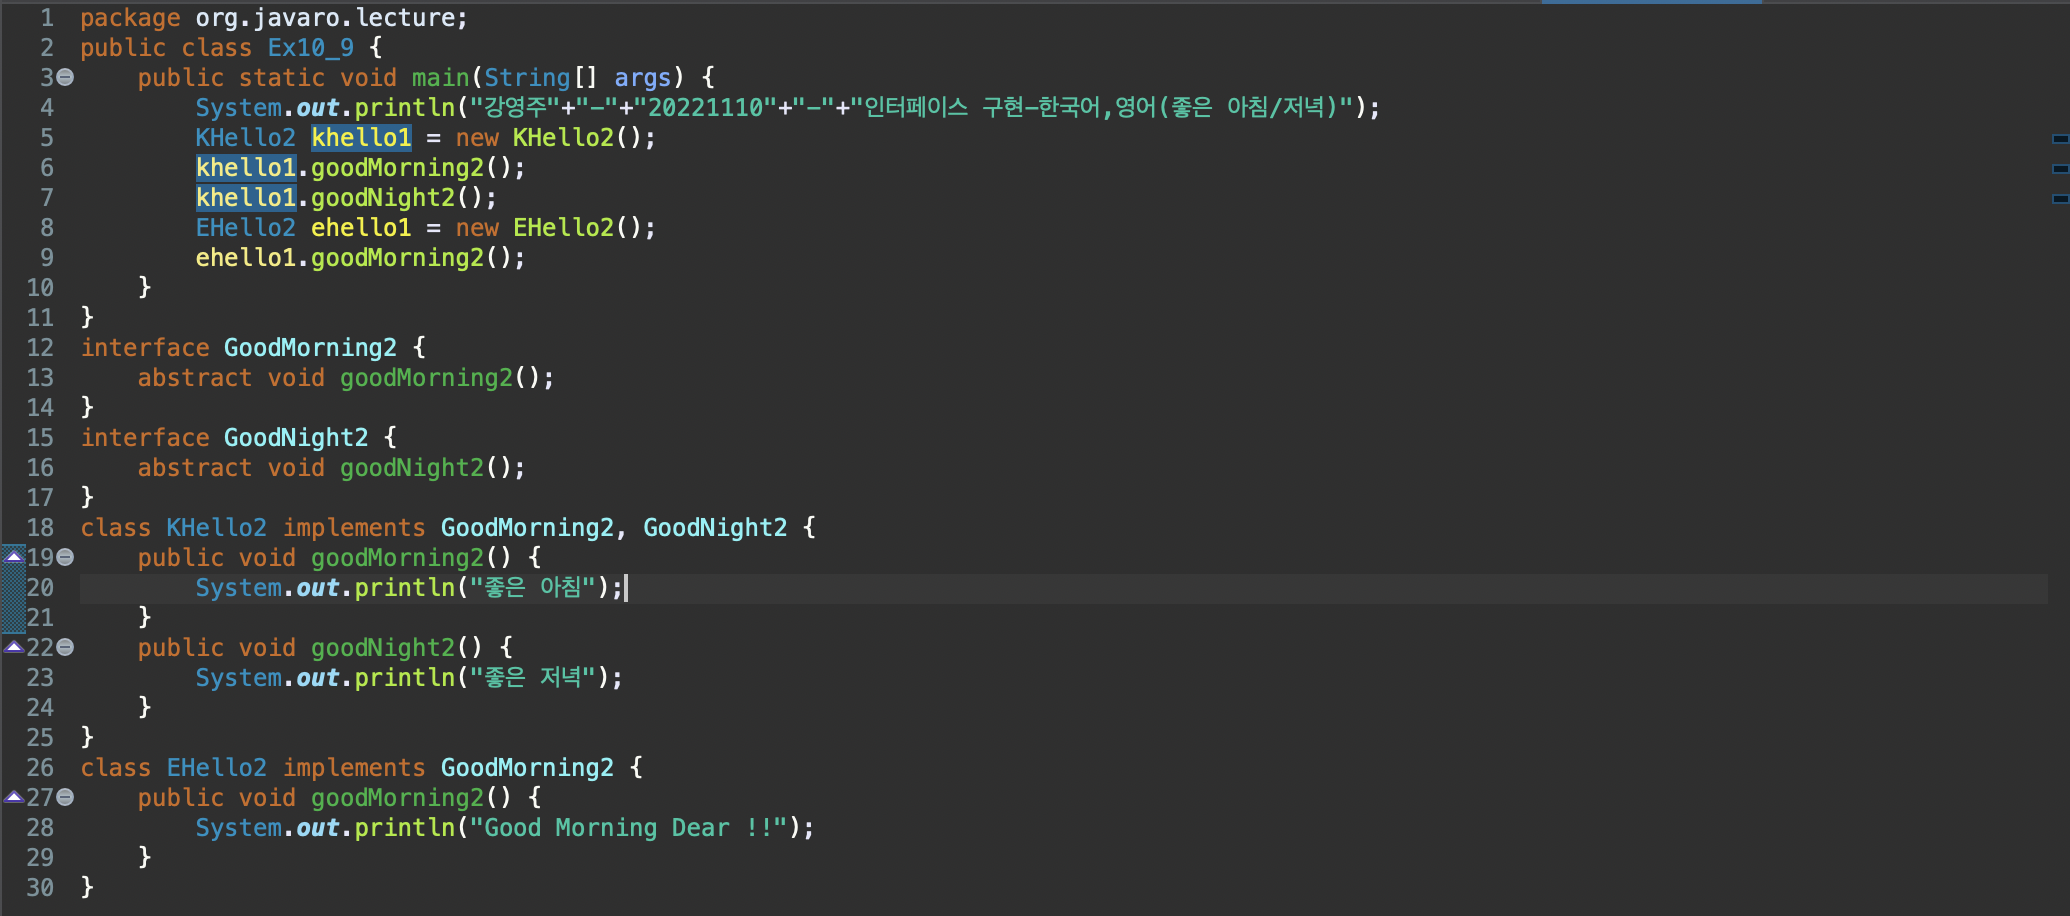 1 package org.javaro.lecture;
2 public class Ex10_9 {
3 public static void main(String[] args) {
4 System.out.println("강영주"+"-"+"20221110"+"-"+"인터페이스 구현-한국어,영어(좋은 아침/저녁)");
5 KHello2 khello1 = new KHello2();
6 khello1.goodMorning2();
7 khello1.goodNight2();
8 EHello2 ehello1 = new EHello2();
9 ehello1.goodMorning2();
10 }
11 }
12 interface GoodMorning2 {
13 abstract void goodMorning2();
14 }
15 interface GoodNight2 {
16 abstract void goodNight2();
17 }
18 class KHello2 implements GoodMorning2, GoodNight2 {
19 public void goodMorning2() {
20 System.out.println("좋은 아침");
21 }
22 public void goodNight2() {
23 System.out.println("좋은 저녁");
24 }
25 }
26 class EHello2 implements GoodMorning2 {
27 public void goodMorning2() {
28 System.out.println("Good Morning Dear !!");
29 }
30 }